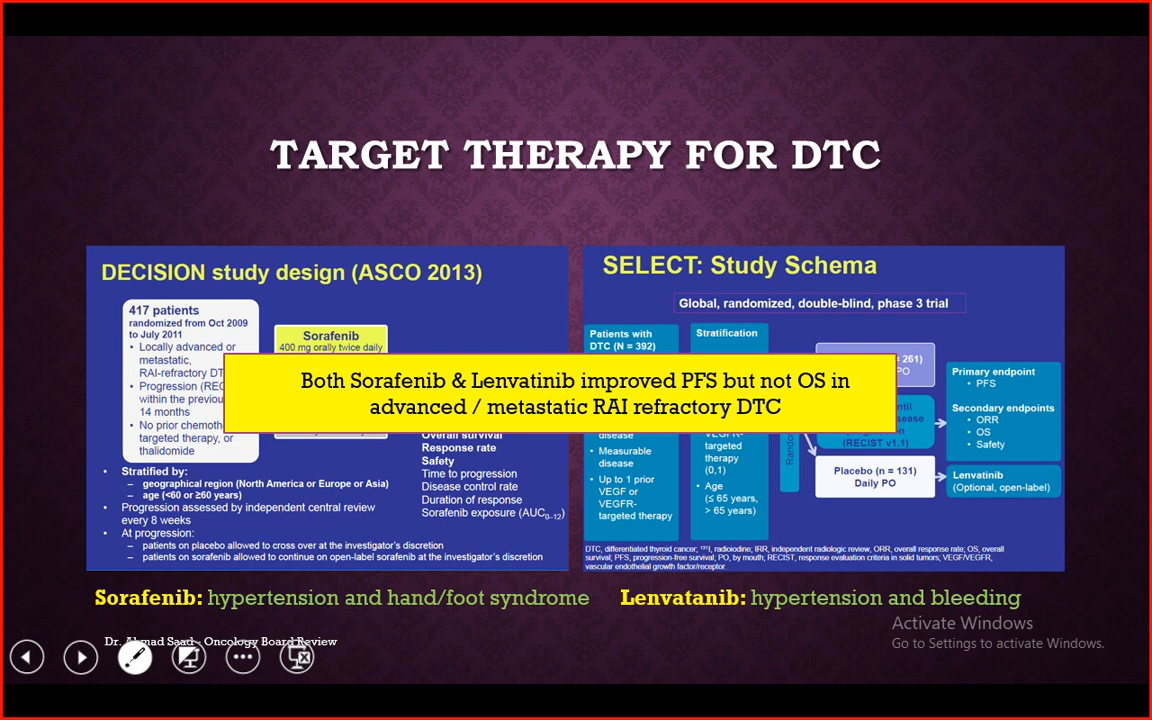 TARGET THERAPY FOR DTC
DECISION study design (ASCO 2013)
417 patients
randomized from Oct 2009
to July 2011
• Locally advanced or
metastatic,
RAI-refractory
• Progression
within the
14 months
• No prior
targeted therapy, or
thalidomide
Sorafenib
400 mg orally twice daily
Overall survival
Response rate
Safety
Time to progression
Disease control rate
Duration of response
Sorafenib exposure (AUC0–12)
• Stratified by:
– geographical region (North America or Europe or Asia)
– age (<60 or ≥60 years)
• Progression assessed by independent central review
every 8 weeks
• At progression:
– patients on placebo allowed to cross over at the investigator's discretion
– patients on sorafenib allowed to continue on open-label sorafenib at the investigator's discretion
SELECT: Study Schema
Global, randomized, double-blind, phase 3 trial
Patients with
DTC (N = 392)
disease
• Measurable
disease
• Up to 1 prior
VEGF or
VEGFR-
targeted therapy
Stratification
VEGFR-
targeted
therapy
(0,1)
• Age
(≤ 65 years,
> 65 years)
261)
PO
(RECIST v1.1)
Placebo (n = 131)
Daily PO
Primary endpoint
• PFS
Secondary endpoints
• ORR
• OS
• Safety
Lenvatinib
(Optional, open-label)
DTC, differentiated thyroid cancer; ¹³¹I, radioiodine; IRR, independent radiologic review, ORR, overall response rate; OS, overall
survival; PFS, progression-free survival; PO, by mouth; RECIST, response evaluation criteria in solid tumors; VEGF/VEGFR,
vascular endothelial growth factor/receptor.
Both Sorafenib & Lenvatinib improved PFS but not OS in
advanced / metastatic RAI refractory DTC
Sorafenib: hypertension and hand/foot syndrome
Lenvatanib: hypertension and bleeding
Activate Windows
Go to Settings to activate Windows.
Dr. Ahmad Saad - Oncology Board Review